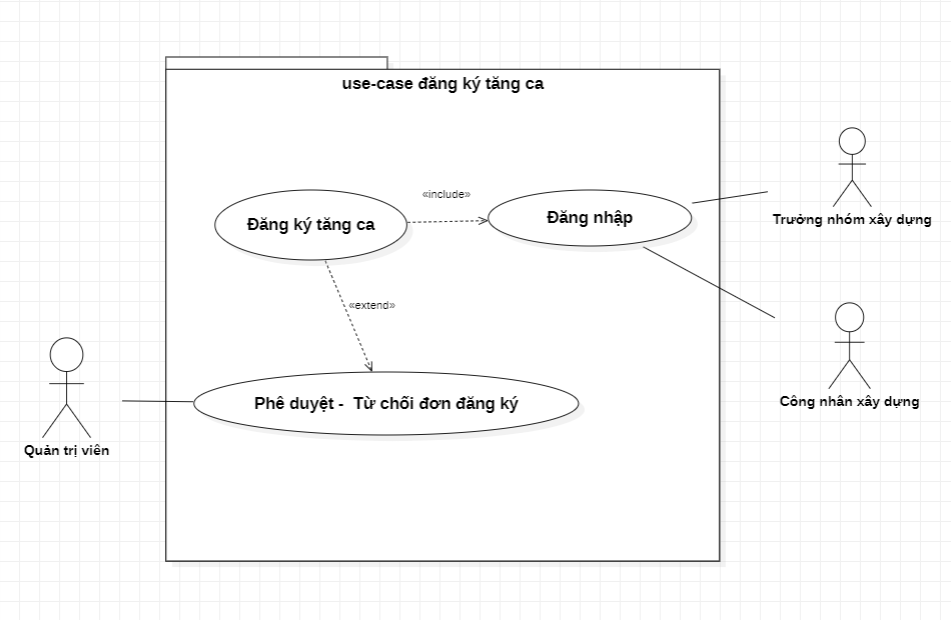 use-case đăng ký tăng ca
«include»
Đăng ký tăng ca
Đăng nhập
Trưởng nhóm xây dựng
«extend»
Phê duyệt - Từ chối đơn đăng ký
Công nhân xây dựng
Quản trị viên